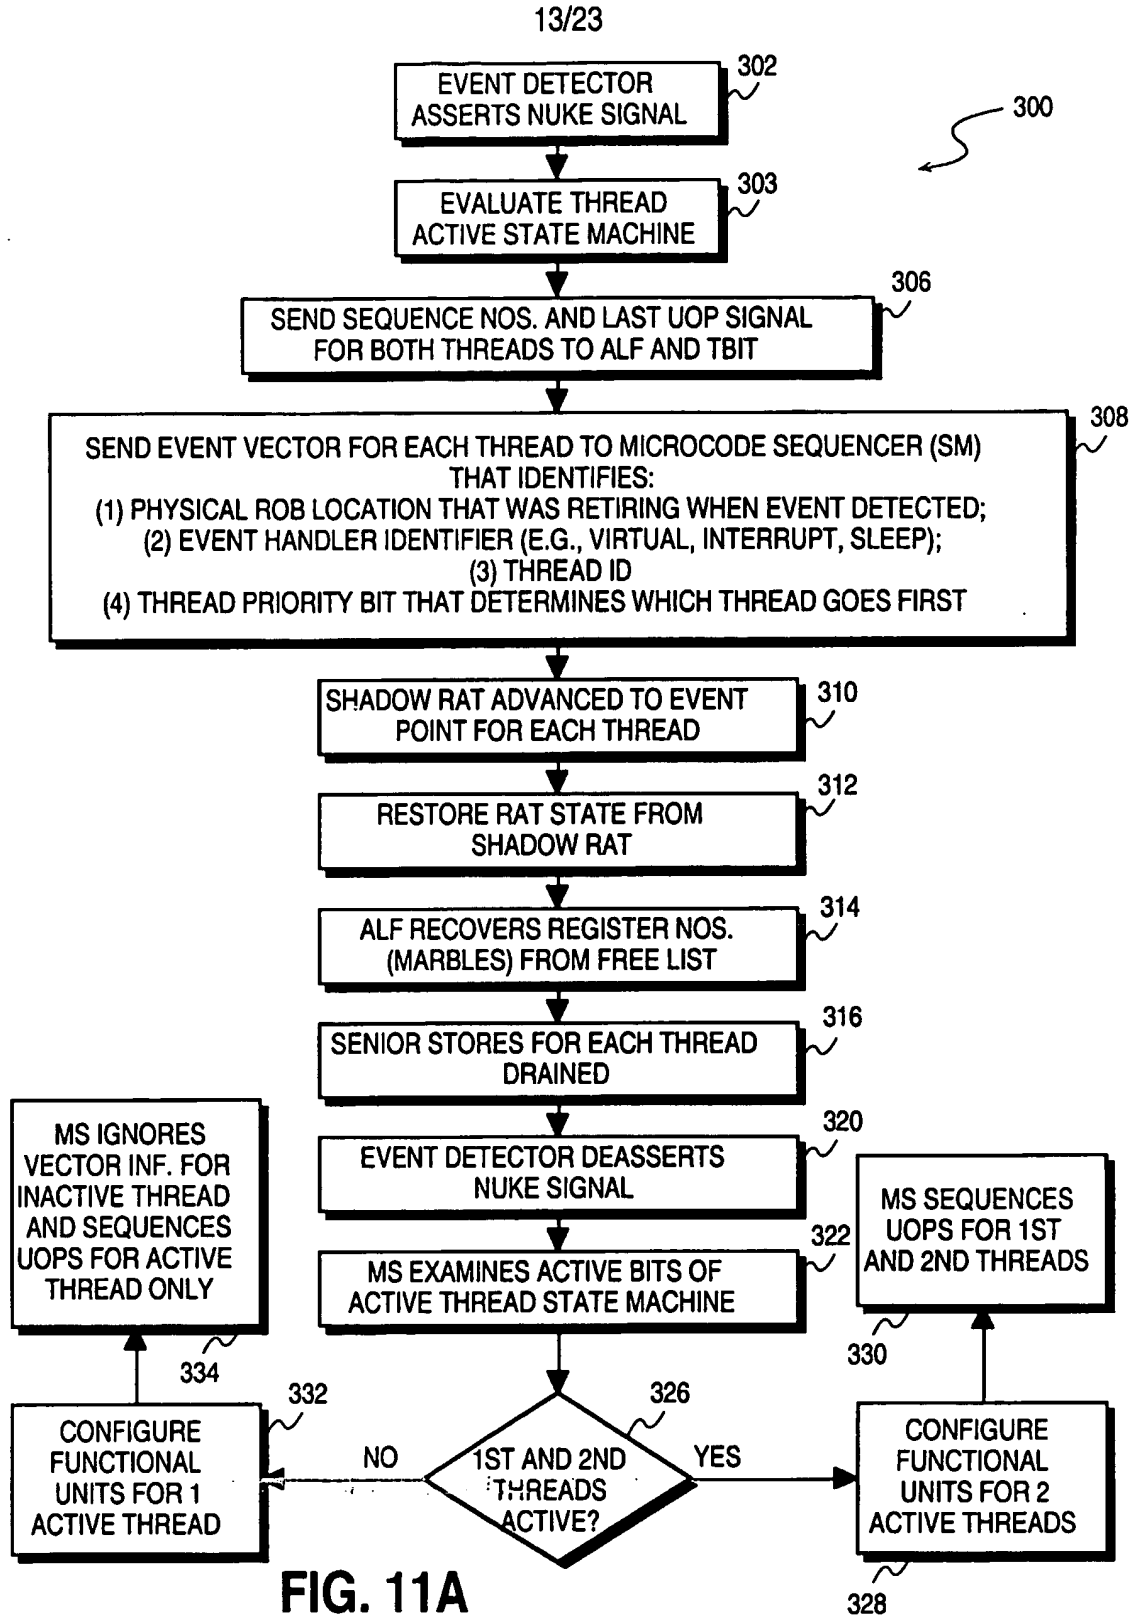 13/23
EVENT DETECTOR
ASSERTS NUKE SIGNAL
302
300
EVALUATE THREAD
ACTIVE STATE MACHINE
303
SEND SEQUENCE NOS. AND LAST UOP SIGNAL
FOR BOTH THREADS TO ALF AND TBIT
306
SEND EVENT VECTOR FOR EACH THREAD TO MICROCODE SEQUENCER (SM)
THAT IDENTIFIES:
(1) PHYSICAL ROB LOCATION THAT WAS RETIRING WHEN EVENT DETECTED;
(2) EVENT HANDLER IDENTIFIER (E.G., VIRTUAL, INTERRUPT, SLEEP);
(3) THREAD ID
(4) THREAD PRIORITY BIT THAT DETERMINES WHICH THREAD GOES FIRST
308
SHADOW RAT ADVANCED TO EVENT
POINT FOR EACH THREAD
310
RESTORE RAT STATE FROM
SHADOW RAT
312
ALF RECOVERS REGISTER NOS.
(MARBLES) FROM FREE LIST
314
SENIOR STORES FOR EACH THREAD
DRAINED
316
EVENT DETECTOR DEASSERTS
NUKE SIGNAL
320
MS EXAMINES ACTIVE BITS OF
ACTIVE THREAD STATE MACHINE
322
1ST AND 2ND
THREADS
ACTIVE?
326
NO
YES
CONFIGURE
FUNCTIONAL
UNITS FOR 1
ACTIVE THREAD
332
MS IGNORES
VECTOR INF. FOR
INACTIVE THREAD
AND SEQUENCES
UOPS FOR ACTIVE
THREAD ONLY
334
CONFIGURE
FUNCTIONAL
UNITS FOR 2
ACTIVE THREADS
328
MS SEQUENCES
UOPS FOR 1ST
AND 2ND THREADS
330
FIG. 11A